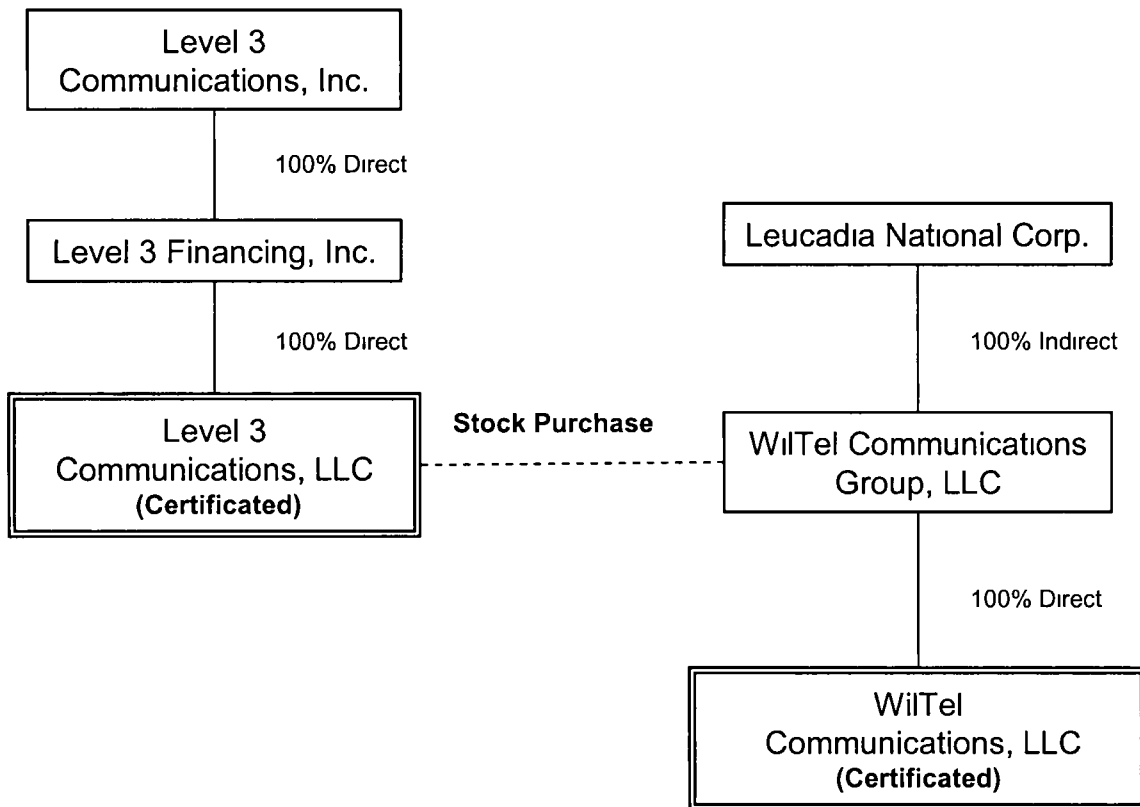 Level 3
Communications, Inc.
100% Direct
Level 3 Financing, Inc.
100% Direct
Level 3
Communications, LLC
(Certificated)
Stock Purchase
Leucadia National Corp.
100% Indirect
WilTel Communications
Group, LLC
100% Direct
WilTel
Communications, LLC
(Certificated)